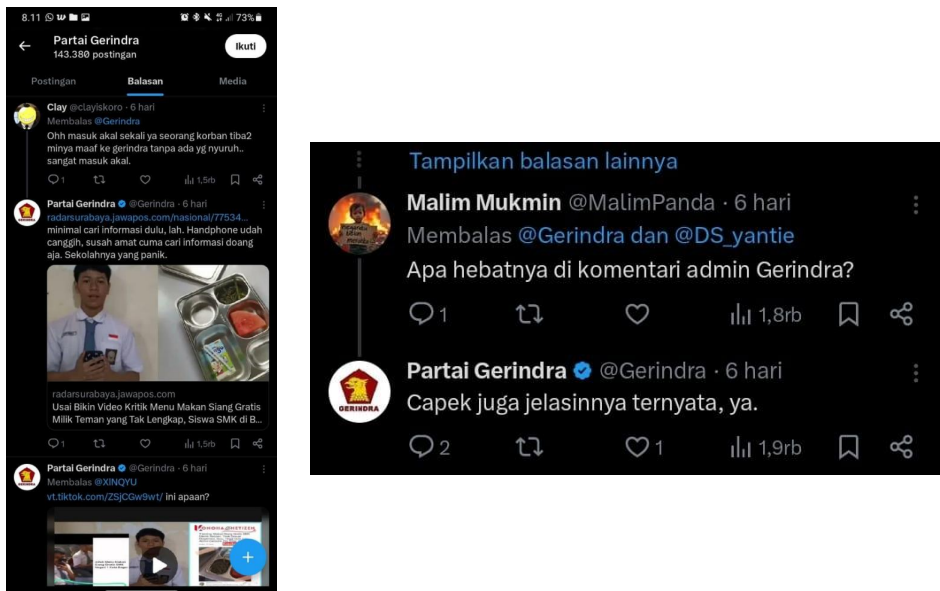 8.11
73%
Partai Gerindra
143.380 postingan
Ikuti
Postingan Balasan Media
Clay @clayiskoro · 6 hari
Membalas @Gerindra
Ohh masuk akal sekali ya seorang korban tiba2
minya maaf ke gerindra tanpa ada yg nyuruh..
sangat masuk akal.
1 1,5rb
Partai Gerindra @Gerindra · 6 hari
radarsurabaya.jawapos.com/nasional/77534...
minimal cari informasi dulu, lah. Handphone udah
canggih, susah amat cuma cari informasi doang
aja. Sekolahnya yang panik.
radarsurabaya.jawapos.com
Usai Bikin Video Kritik Menu Makan Siang Gratis
Milik Teman yang Tak Lengkap, Siswa SMK di B...
1 1,5rb
Partai Gerindra @Gerindra · 6 hari
Membalas @XINQYU
vt.tiktok.com/ZSjCGw9wt/ ini apaan?
Tampilkan balasan lainnya
Malim Mukmin @MalimPanda · 6 hari
Membalas @Gerindra dan @DS_yantie
Apa hebatnya di komentari admin Gerindra?
1 1,8rb
Partai Gerindra @Gerindra · 6 hari
GERINDRA
Capek juga jelasinnya ternyata, ya.
2 1 1,9rb